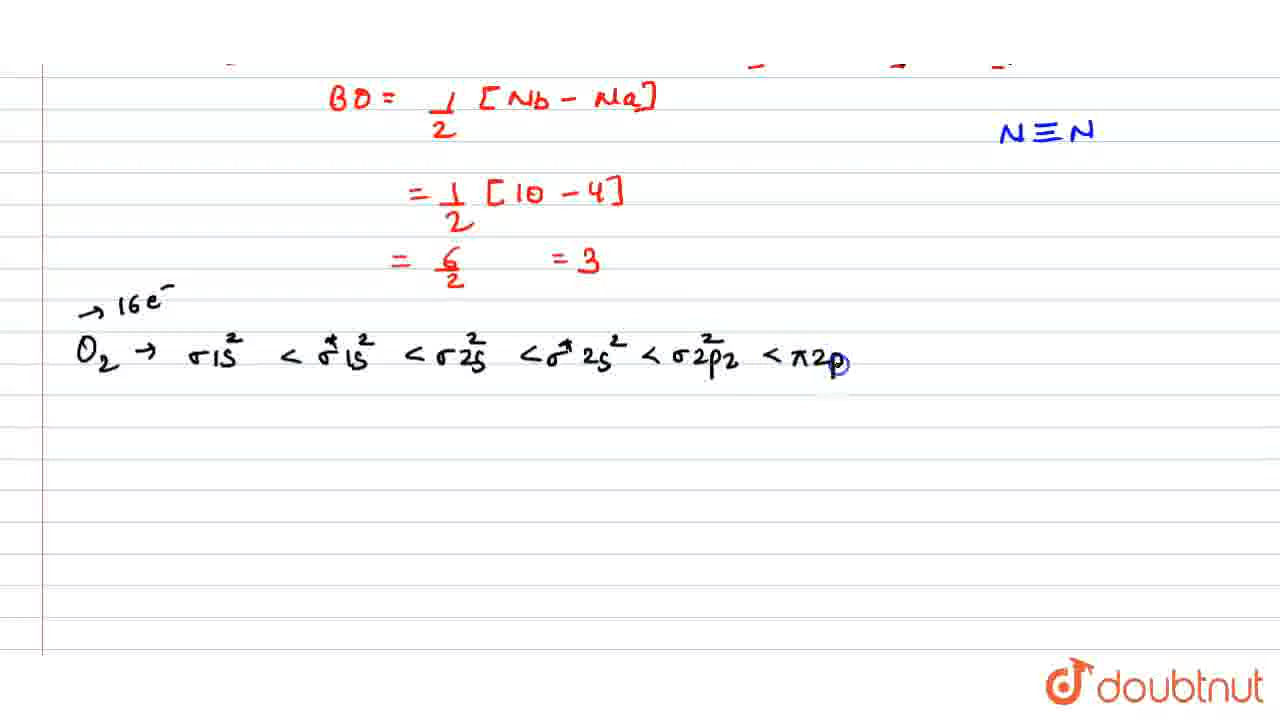 BO = 1/2 [Nb - Na]
N≡N
= 1/2 [10 - 4]
= 6/2 = 3
→ 16e⁻
O₂ → σ1s² < σ*1s² < σ2s² < σ*2s² < σ2p₂² < π2p
doubtnut